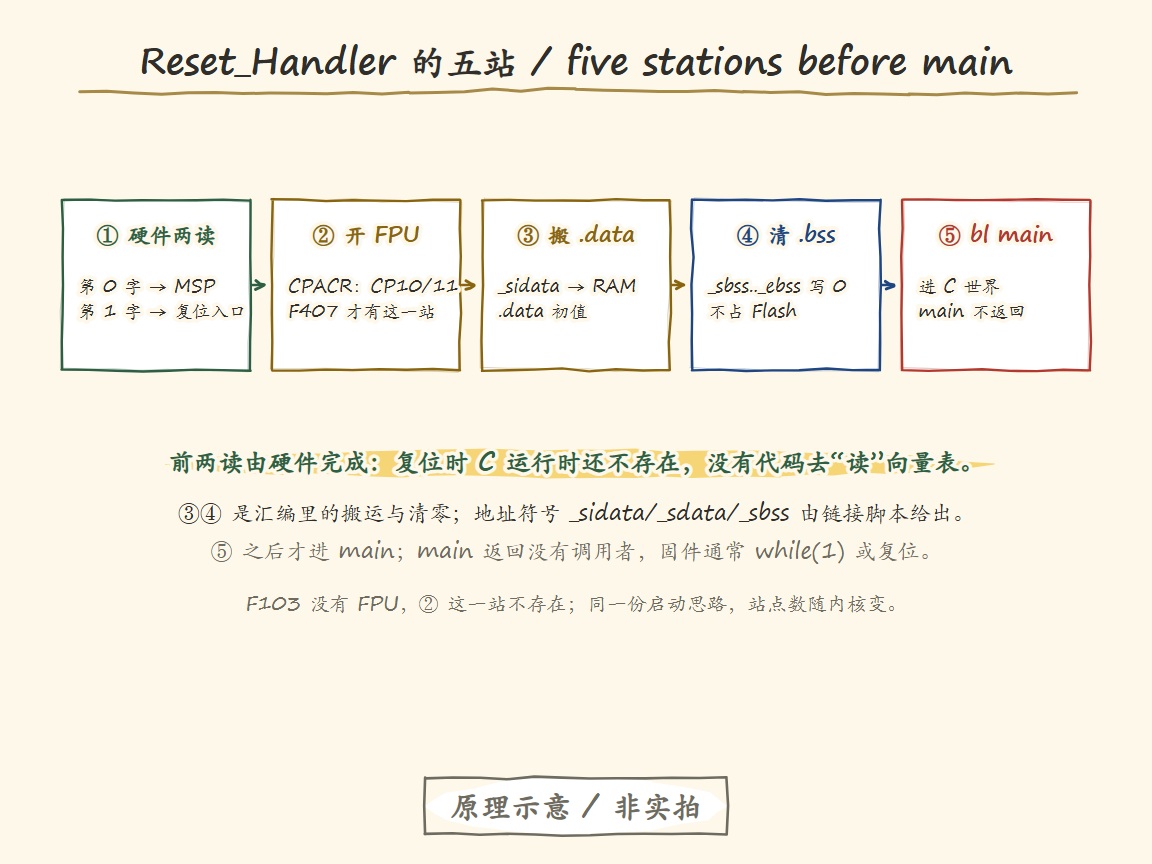 Reset_Handler 的五站 / five stations before main
① 硬件两读
第 0 字 → MSP
第 1 字 → 复位入口
② 开 FPU
CPACR：CP10/11
F407 才有这一站
③ 搬 .data
_sidata → RAM
.data 初值
④ 清 .bss
_sbss.._ebss 写 0
不占 Flash
⑤ bl main
进 C 世界
main 不返回
前两读由硬件完成：复位时 C 运行时还不存在，没有代码去“读”向量表。
③④ 是汇编里的搬运与清零；地址符号 _sidata/_sdata/_sbss 由链接脚本给出。
⑤ 之后才进 main；main 返回没有调用者，固件通常 while(1) 或复位。
F103 没有 FPU，② 这一站不存在；同一份启动思路，站点数随内核变。
原理示意 / 非实拍